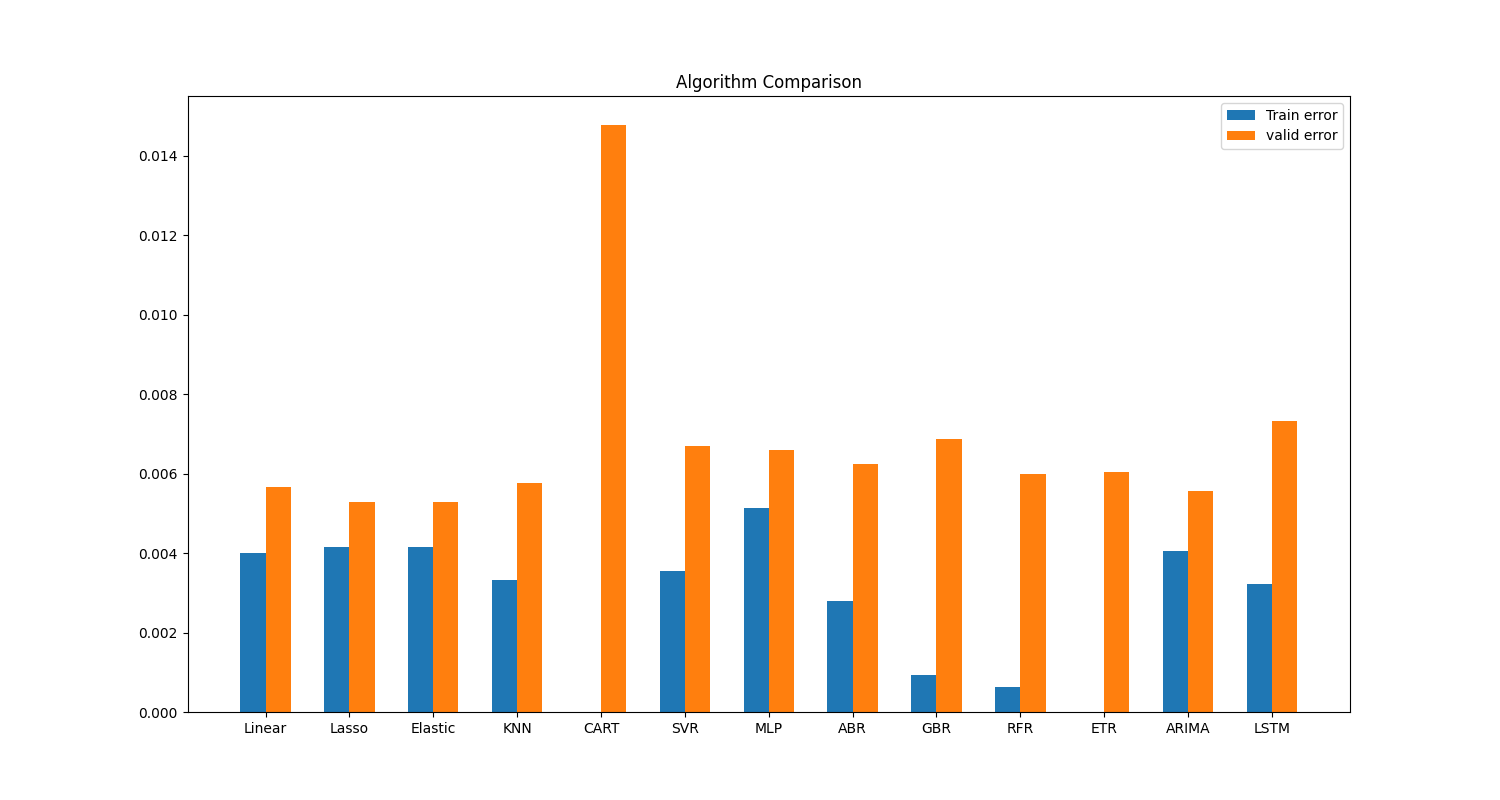 Algorithm Comparison
Train error
valid error
0.014
0.012
0.010
0.008
0.006
0.004
0.002
0.000
Linear Lasso Elastic KNN CART SVR MLP ABR GBR RFR ETR ARIMA LSTM